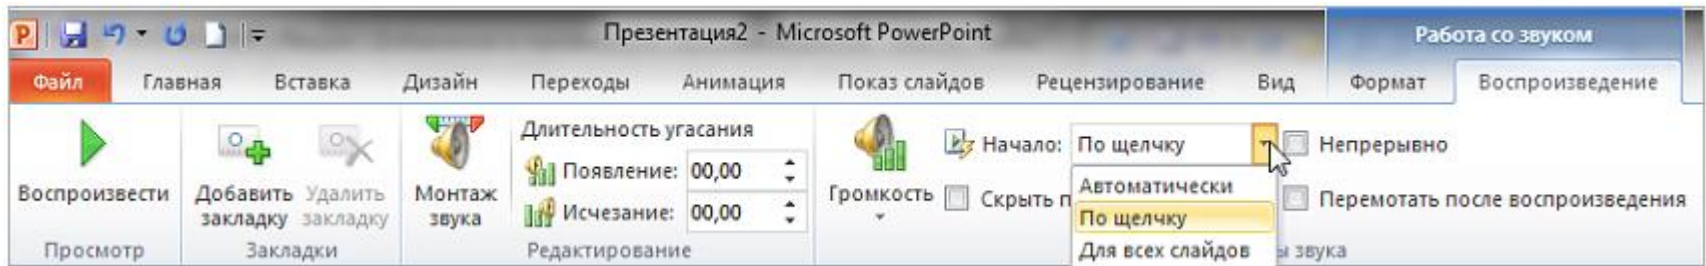 Презентация2 - Microsoft PowerPoint
Работа со звуком
Файл Главная Вставка Дизайн Переходы Анимация Показ слайдов Рецензирование Вид Формат Воспроизведение
Воспроизвести
Просмотр
Добавить закладку
Удалить закладку
Закладки
Монтаж звука
Длительность угасания
Появление: 00,00
Исчезание: 00,00
Редактирование
Громкость
Начало: По щелчку
Скрыть
Автоматически
По щелчку
Для всех слайдов
Непрерывно
Перемотать после воспроизведения
звука